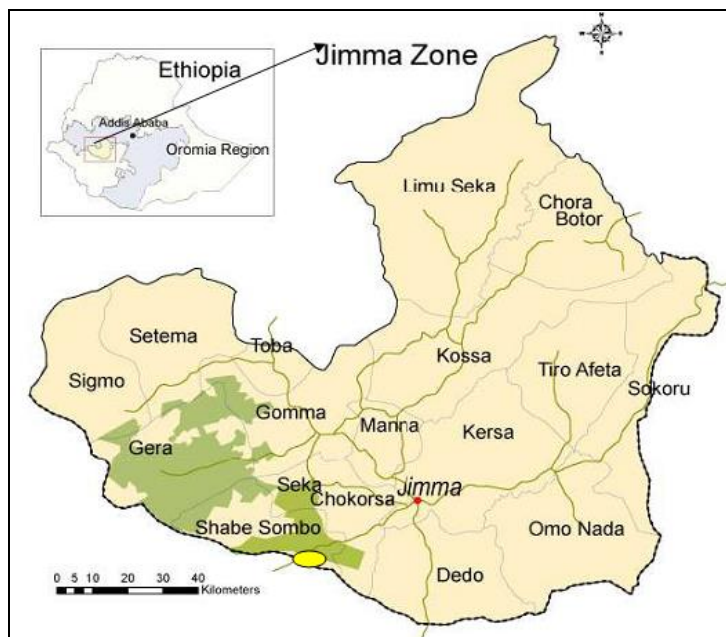 Ethiopia
Jimma Zone
Addis Ababa
Oromia Region
Limu Seka
Chora
Botor
Setema
Toba
Kossa
Tiro Afeta
Sigmo
Sokoru
Gomma
Manna
Kersa
Gera
Seka
Chokorsa
Jimma
Shabe Sombo
Omo Nada
Dedo
0 5 10 20 30 40
Kilometers